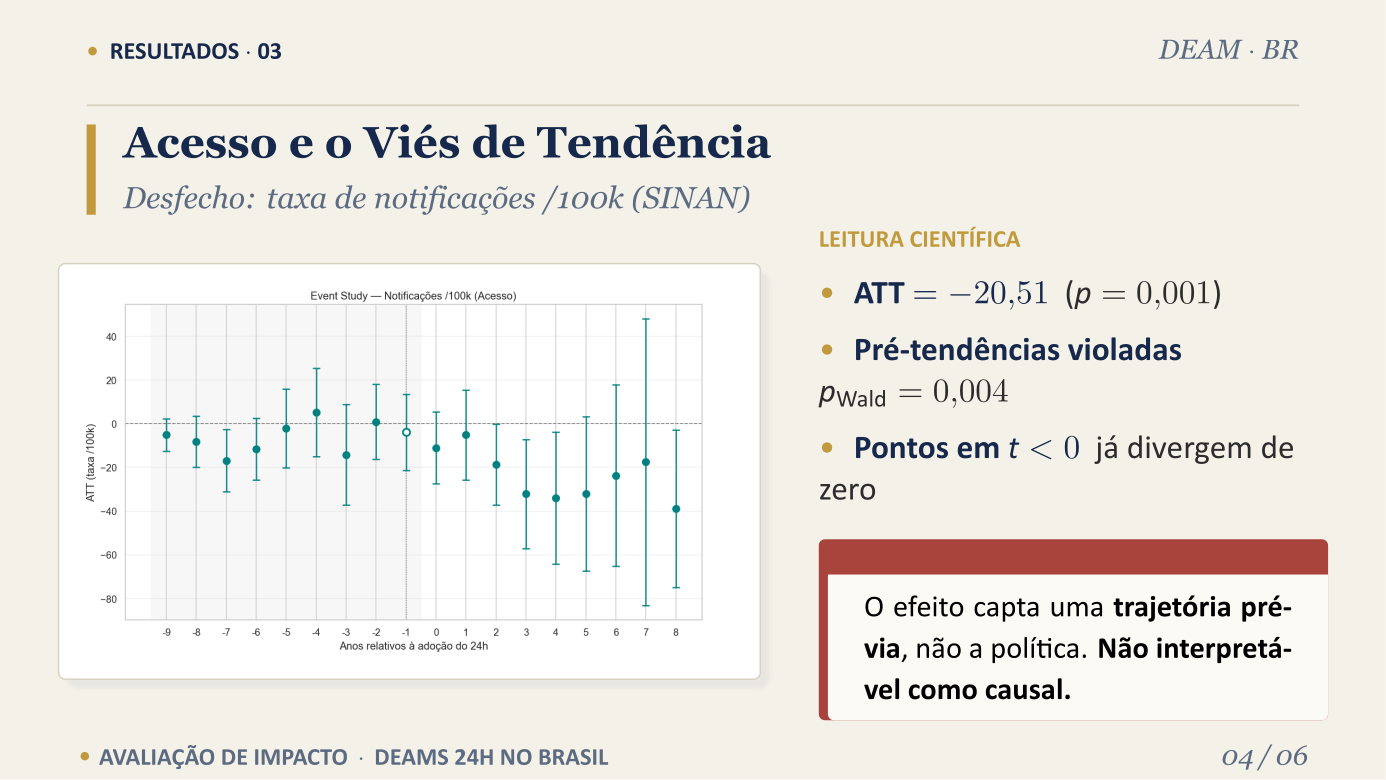 RESULTADOS · 03
DEAM · BR
Acesso e o Viés de Tendência
Desfecho: taxa de notificações /100k (SINAN)
Event Study — Notificações /100k (Acesso)
ATT (taxa /100k)
40
20
0
−20
−40
−60
−80
-9 -8 -7 -6 -5 -4 -3 -2 -1 0 1 2 3 4 5 6 7 8
Anos relativos à adoção do 24h
LEITURA CIENTÍFICA
• ATT = −20,51 (p = 0,001)
• Pré-tendências violadas
pWald = 0,004
• Pontos em t < 0 já divergem de
zero
O efeito capta uma trajetória pré-
via, não a política. Não interpretá-
vel como causal.
• AVALIAÇÃO DE IMPACTO · DEAMS 24H NO BRASIL
04/06